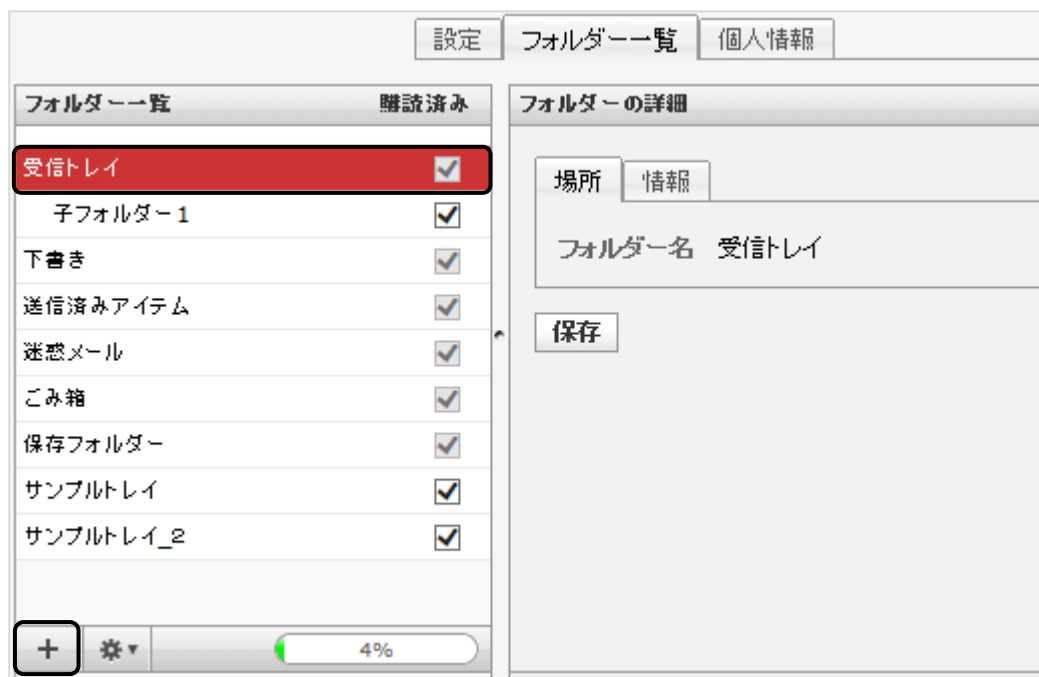 設定 フォルダー一覧 個人情報
フォルダー一覧 購読済み
受信トレイ
子フォルダー1
下書き
送信済みアイテム
迷惑メール
ごみ箱
保存フォルダー
サンプルトレイ
サンプルトレイ_2
+ 4%
フォルダーの詳細
場所 情報
フォルダー名 受信トレイ
保存